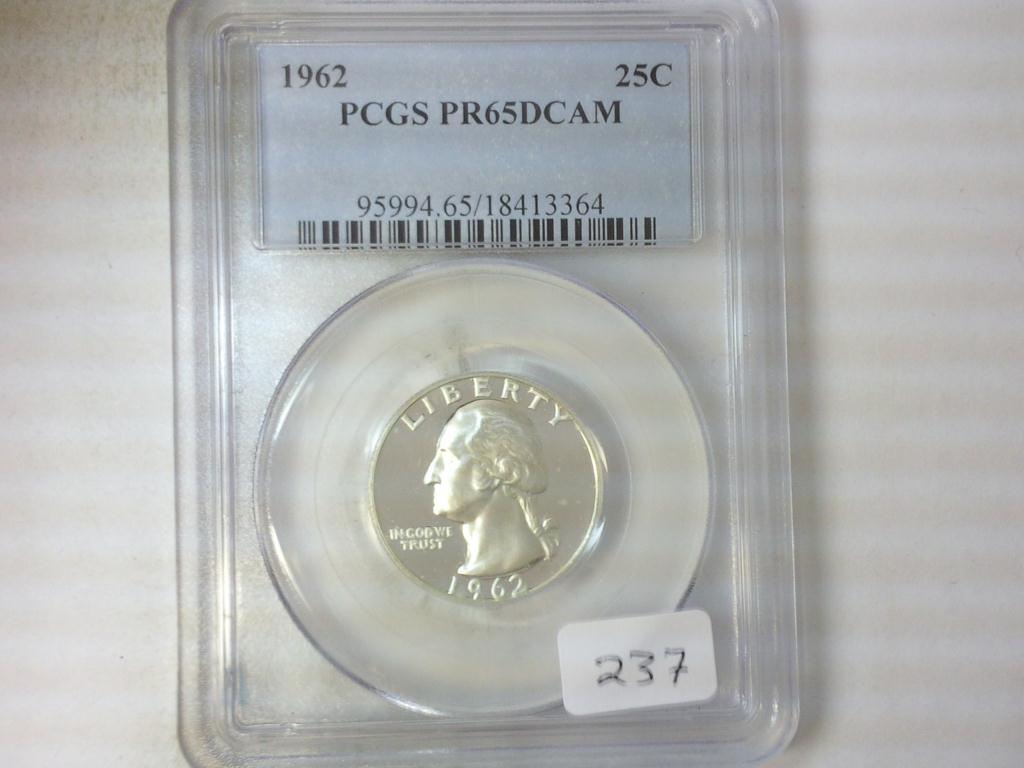 1962 25C
PCGS PR65DCAM
95994.65/18413364
LIBERTY
IN GOD WE
TRUST
1962
237